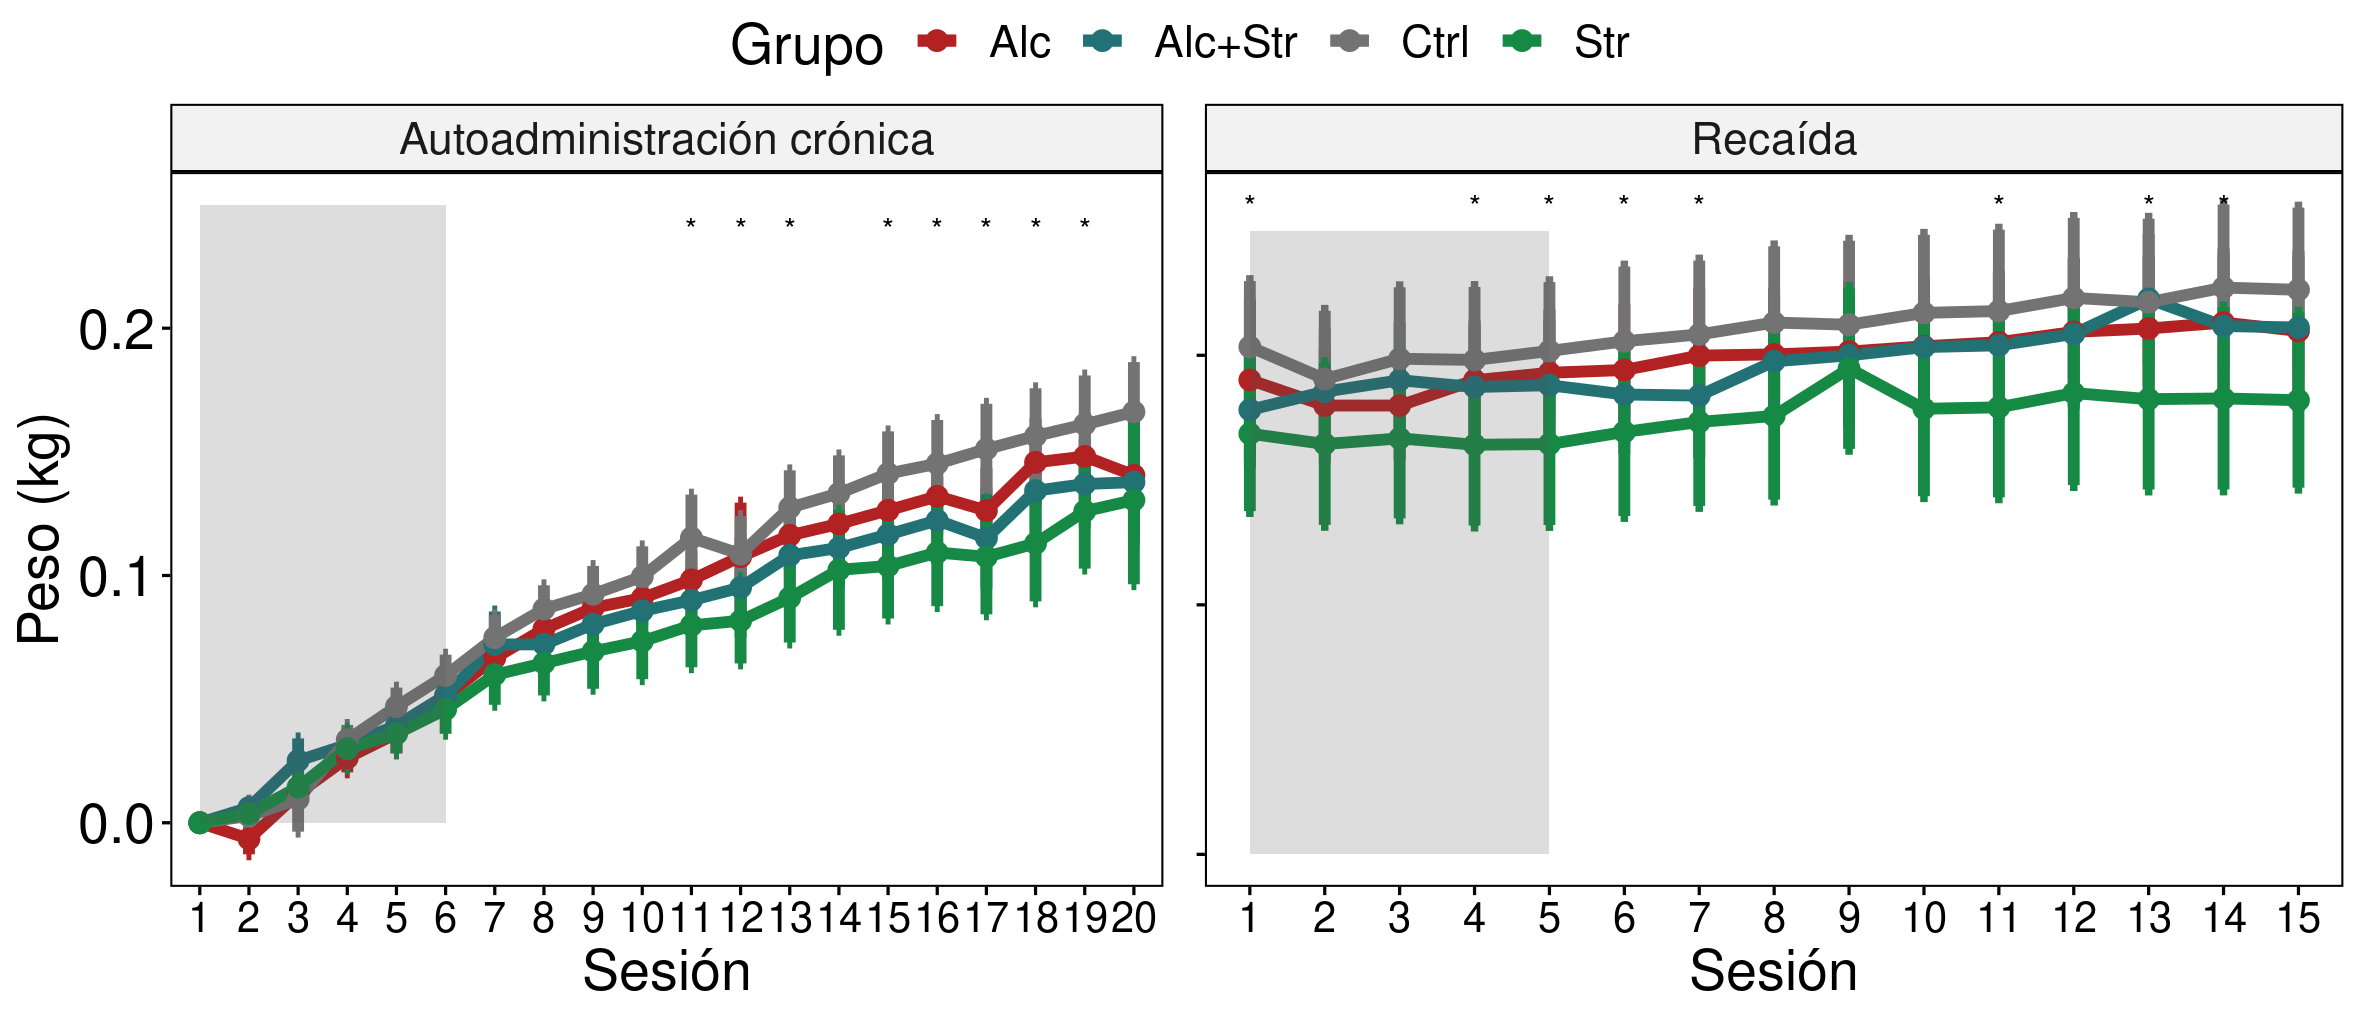 Grupo Alc Alc+Str Ctrl Str
Autoadministración crónica Recaída
* * * * * * * *
* * * * * * * *
Peso (kg)
0.2
0.1
0.0
1 2 3 4 5 6 7 8 9 10 11 12 13 14 15 16 17 18 19 20
1 2 3 4 5 6 7 8 9 10 11 12 13 14 15
Sesión Sesión